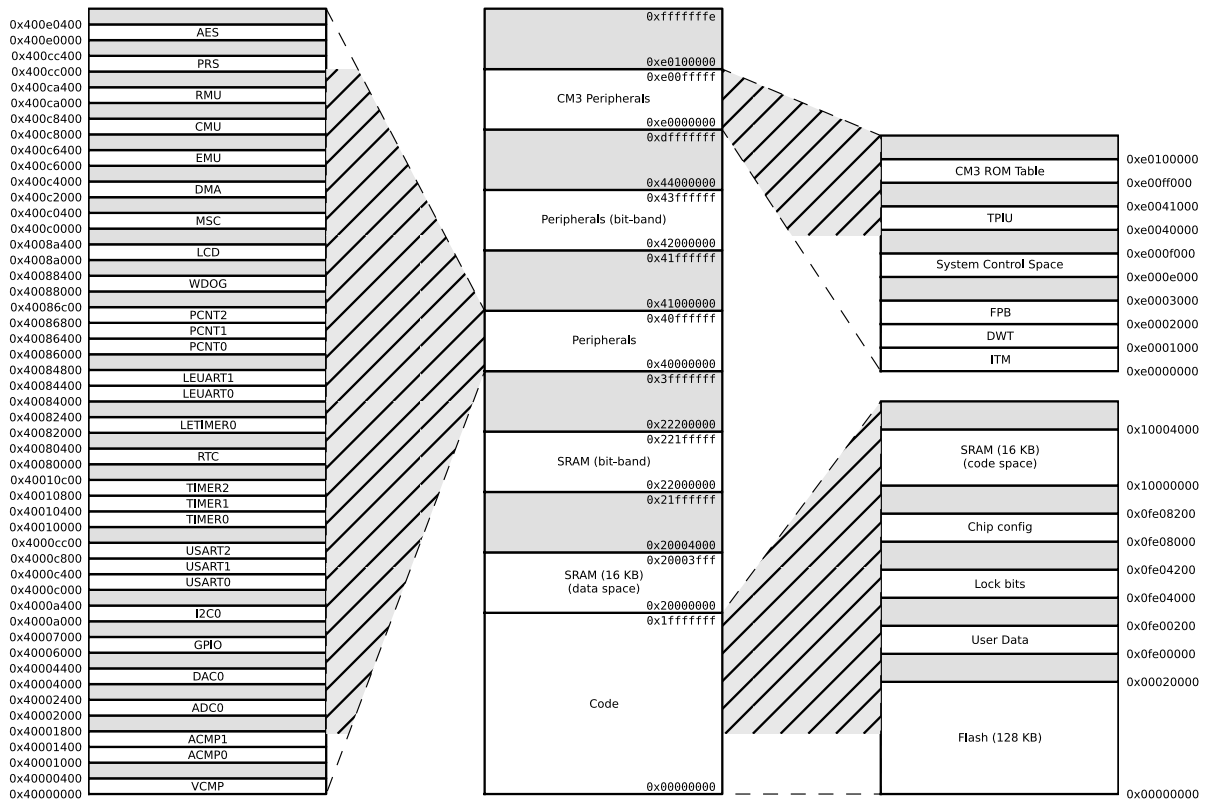 0x400e0400
AES
0x400e0000
0x400cc400
PRS
0x400cc000
0x400ca400
RMU
0x400ca000
0x400c8400
CMU
0x400c8000
0x400c6400
EMU
0x400c6000
0x400c4000
DMA
0x400c2000
0x400c0400
MSC
0x400c0000
0x4008a400
LCD
0x4008a000
0x40088400
WDOG
0x40088000
0x40086c00
PCNT2
0x40086800
PCNT1
0x40086400
PCNT0
0x40086000
0x40084800
LEUART1
0x40084400
LEUART0
0x40084000
0x40082400
LETIMER0
0x40082000
0x40080400
RTC
0x40080000
0x40010c00
TIMER2
0x40010800
TIMER1
0x40010400
TIMER0
0x40010000
0x4000cc00
USART2
0x4000c800
USART1
0x4000c400
USART0
0x4000c000
0x4000a400
I2C0
0x4000a000
0x40007000
GPIO
0x40006000
0x40004400
DAC0
0x40004000
0x40002400
ADC0
0x40002000
0x40001800
ACMP1
0x40001400
ACMP0
0x40001000
0x40000400
VCMP
0x40000000
0xfffffffe
0xe0100000
0xe00fffff
CM3 Peripherals
0xe0000000
0xdfffffff
0x44000000
0x43ffffff
Peripherals (bit-band)
0x42000000
0x41ffffff
0x41000000
0x40ffffff
Peripherals
0x40000000
0x3fffffff
0x22200000
0x221fffff
SRAM (bit-band)
0x22000000
0x21ffffff
0x20004000
0x20003fff
SRAM (16 KB)
(data space)
0x20000000
0x1fffffff
Code
0x00000000
0xe0100000
CM3 ROM Table
0xe00ff000
0xe0041000
TPIU
0xe0040000
0xe000f000
System Control Space
0xe000e000
0xe0003000
FPB
0xe0002000
DWT
0xe0001000
ITM
0xe0000000
0x10004000
SRAM (16 KB)
(code space)
0x10000000
0x0fe08200
Chip config
0x0fe08000
0x0fe04200
Lock bits
0x0fe04000
0x0fe00200
User Data
0x0fe00000
0x00020000
Flash (128 KB)
0x00000000